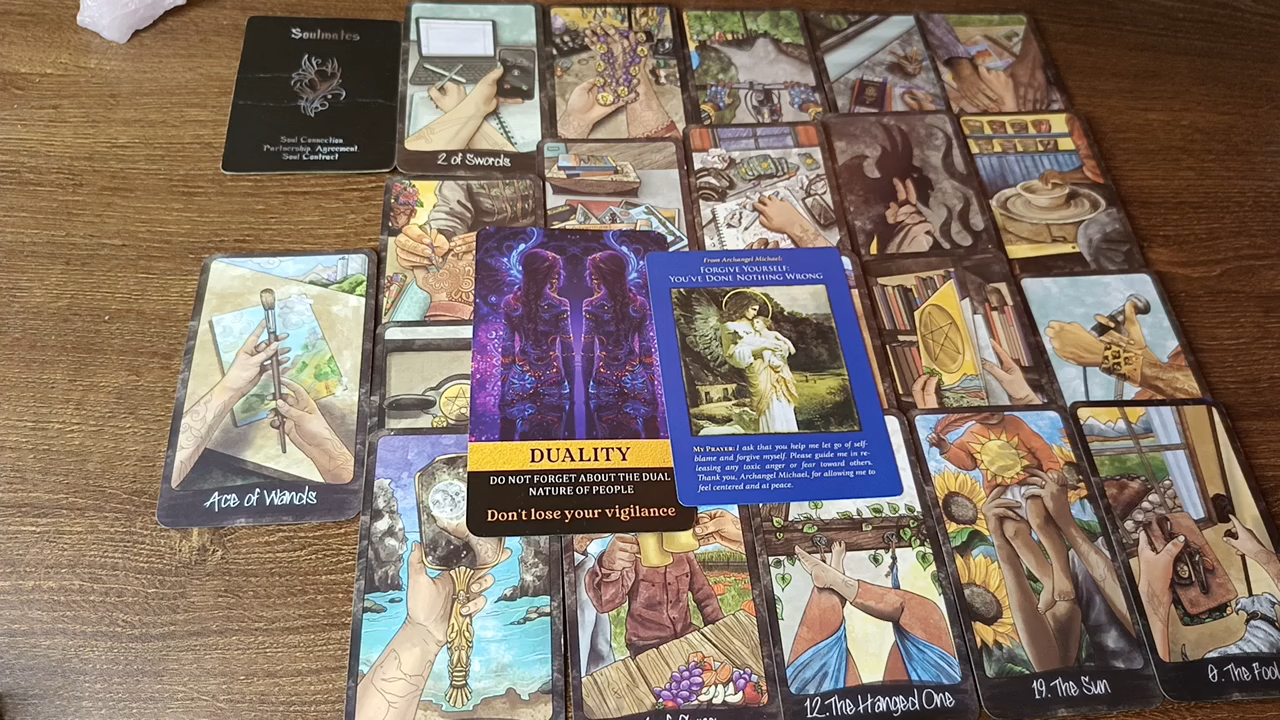 Soulmates
Soul Connection.
Partnership. Agreement.
Soul Contract
2 of Swords
From Archangel Michael:
FORGIVE YOURSELF:
YOU'VE DONE NOTHING WRONG
MY PRAYER: I ask that you help me let go of self-
blame and forgive myself. Please guide me in re-
leasing any toxic anger or fear toward others.
Thank you, Archangel Michael, for allowing me to
feel centered and at peace.
DUALITY
DO NOT FORGET ABOUT THE DUAL
NATURE OF PEOPLE
Don't lose your vigilance
Ace of Wands
12. The Hanged One
19. The Sun
0. The Fool